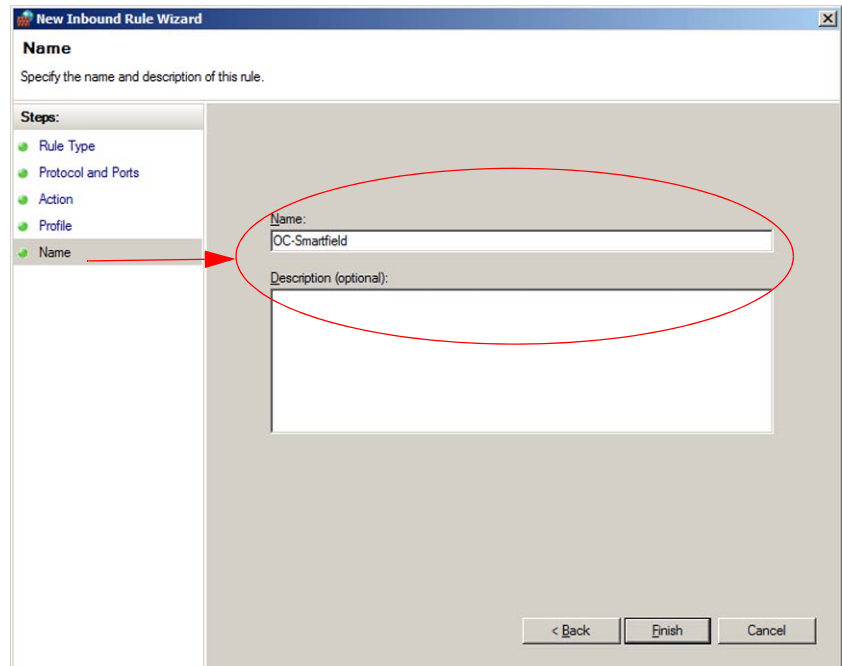 New Inbound Rule Wizard
Name
Specify the name and description of this rule.
Steps:
Rule Type
Protocol and Ports
Action
Profile
Name
Name:
OC-Smartfield
Description (optional):
< Back
Finish
Cancel